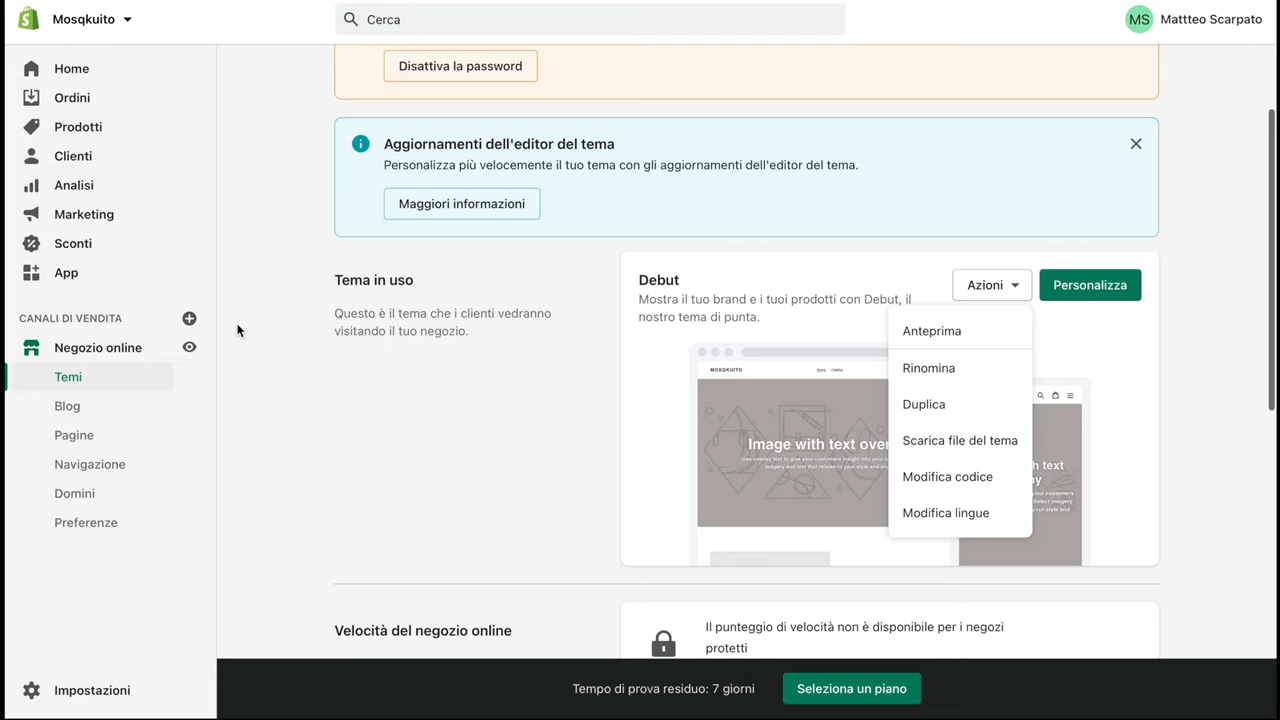 Mosqkuito
Cerca
MS
Mattteo Scarpato
Home
Ordini
Prodotti
Clienti
Analisi
Marketing
Sconti
App
CANALI DI VENDITA
Negozio online
Temi
Blog
Pagine
Navigazione
Domini
Preferenze
Impostazioni
Disattiva la password
Aggiornamenti dell'editor del tema
Personalizza più velocemente il tuo tema con gli aggiornamenti dell'editor del tema.
Maggiori informazioni
Tema in uso
Questo è il tema che i clienti vedranno
visitando il tuo negozio.
Debut
Mostra il tuo brand e i tuoi prodotti con Debut, il
nostro tema di punta.
Azioni
Personalizza
Anteprima
Rinomina
Duplica
Scarica file del tema
Modifica codice
Modifica lingue
MOSQKUITO
Home Catalog
Image with text over
Velocità del negozio online
Il punteggio di velocità non è disponibile per i negozi
protetti
Tempo di prova residuo: 7 giorni
Seleziona un piano